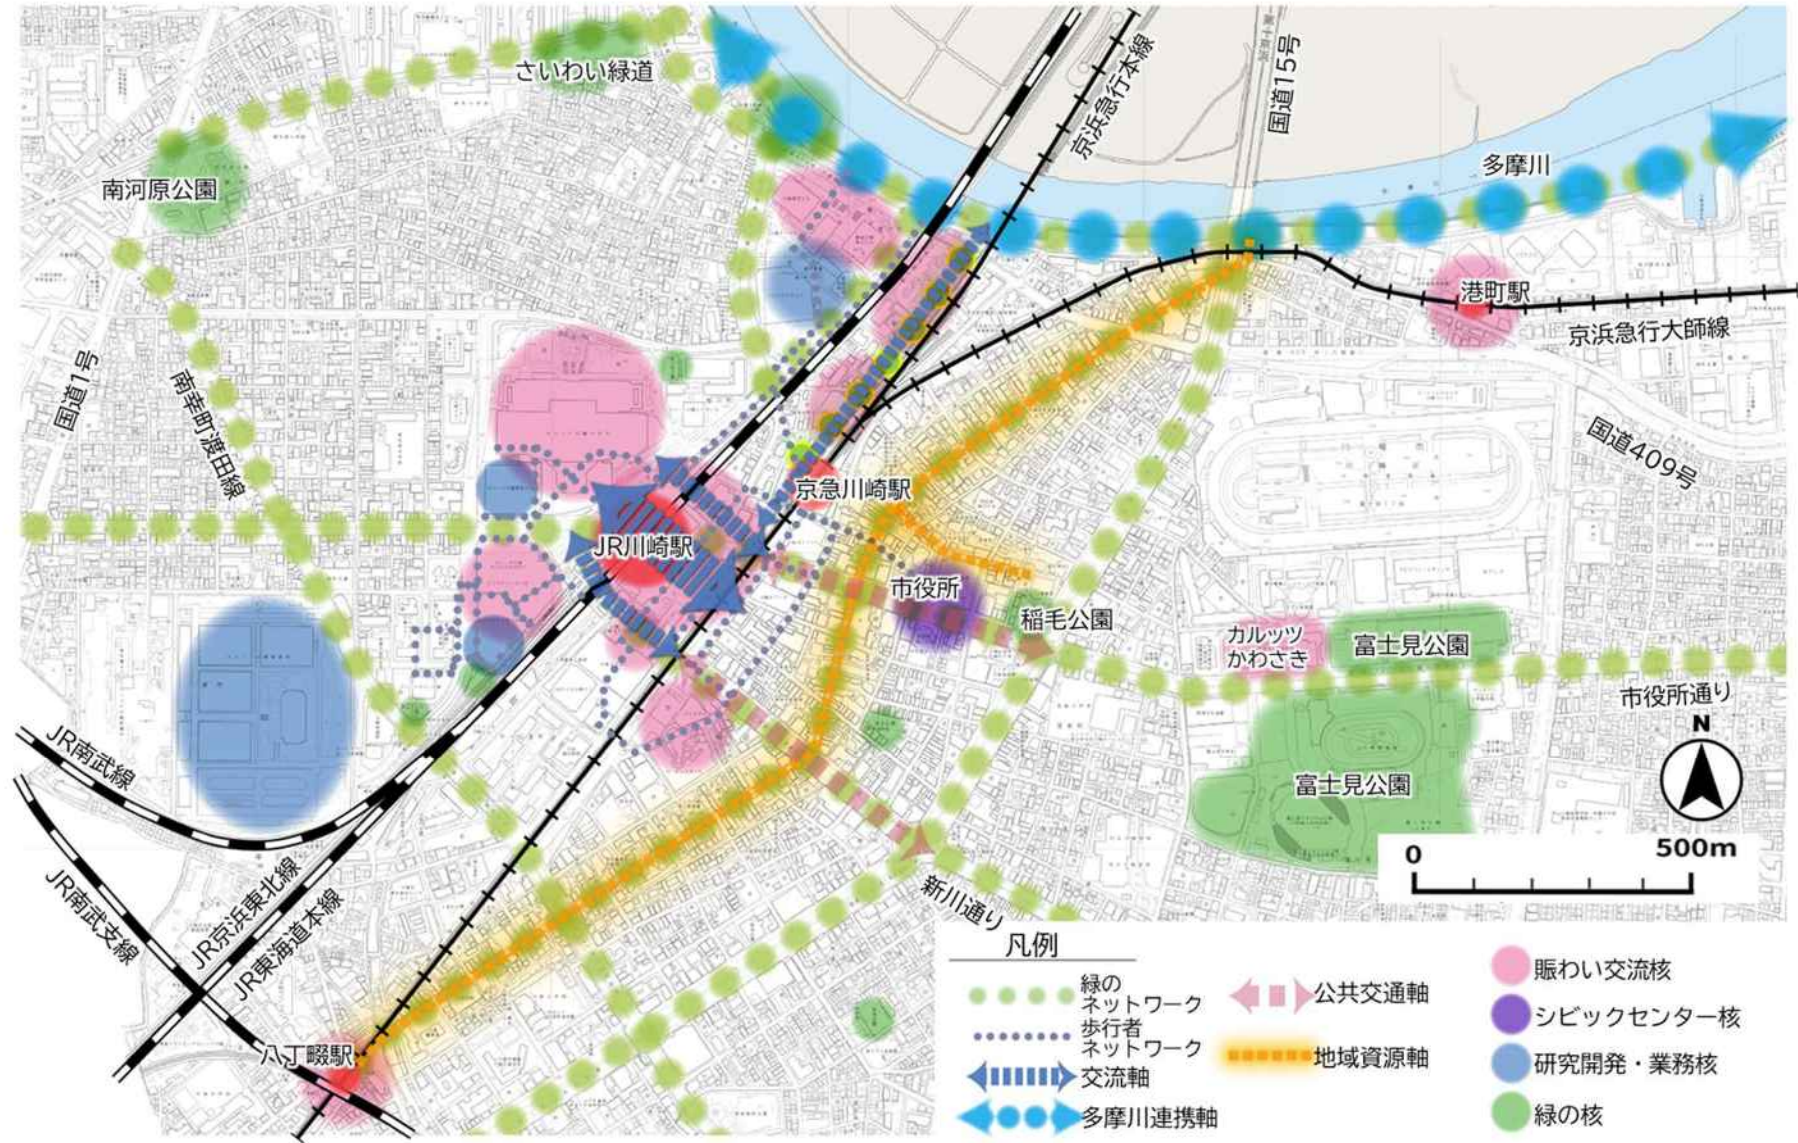 さいわい緑道
京浜急行本線
国道15号
多摩川
南河原公園
国道1号
南幸町渡田線
港町駅
京浜急行大師線
国道409号
京急川崎駅
JR川崎駅
市役所
稲毛公園
カルッツ
かわさき
富士見公園
市役所通り
N
富士見公園
0
500m
JR南武線
JR南武支線
JR京浜東北線
JR東海道本線
新川通り
八丁畷駅
凡例
緑の
ネットワーク
歩行者
ネットワーク
交流軸
多摩川連携軸
公共交通軸
地域資源軸
賑わい交流核
シビックセンター核
研究開発・業務核
緑の核